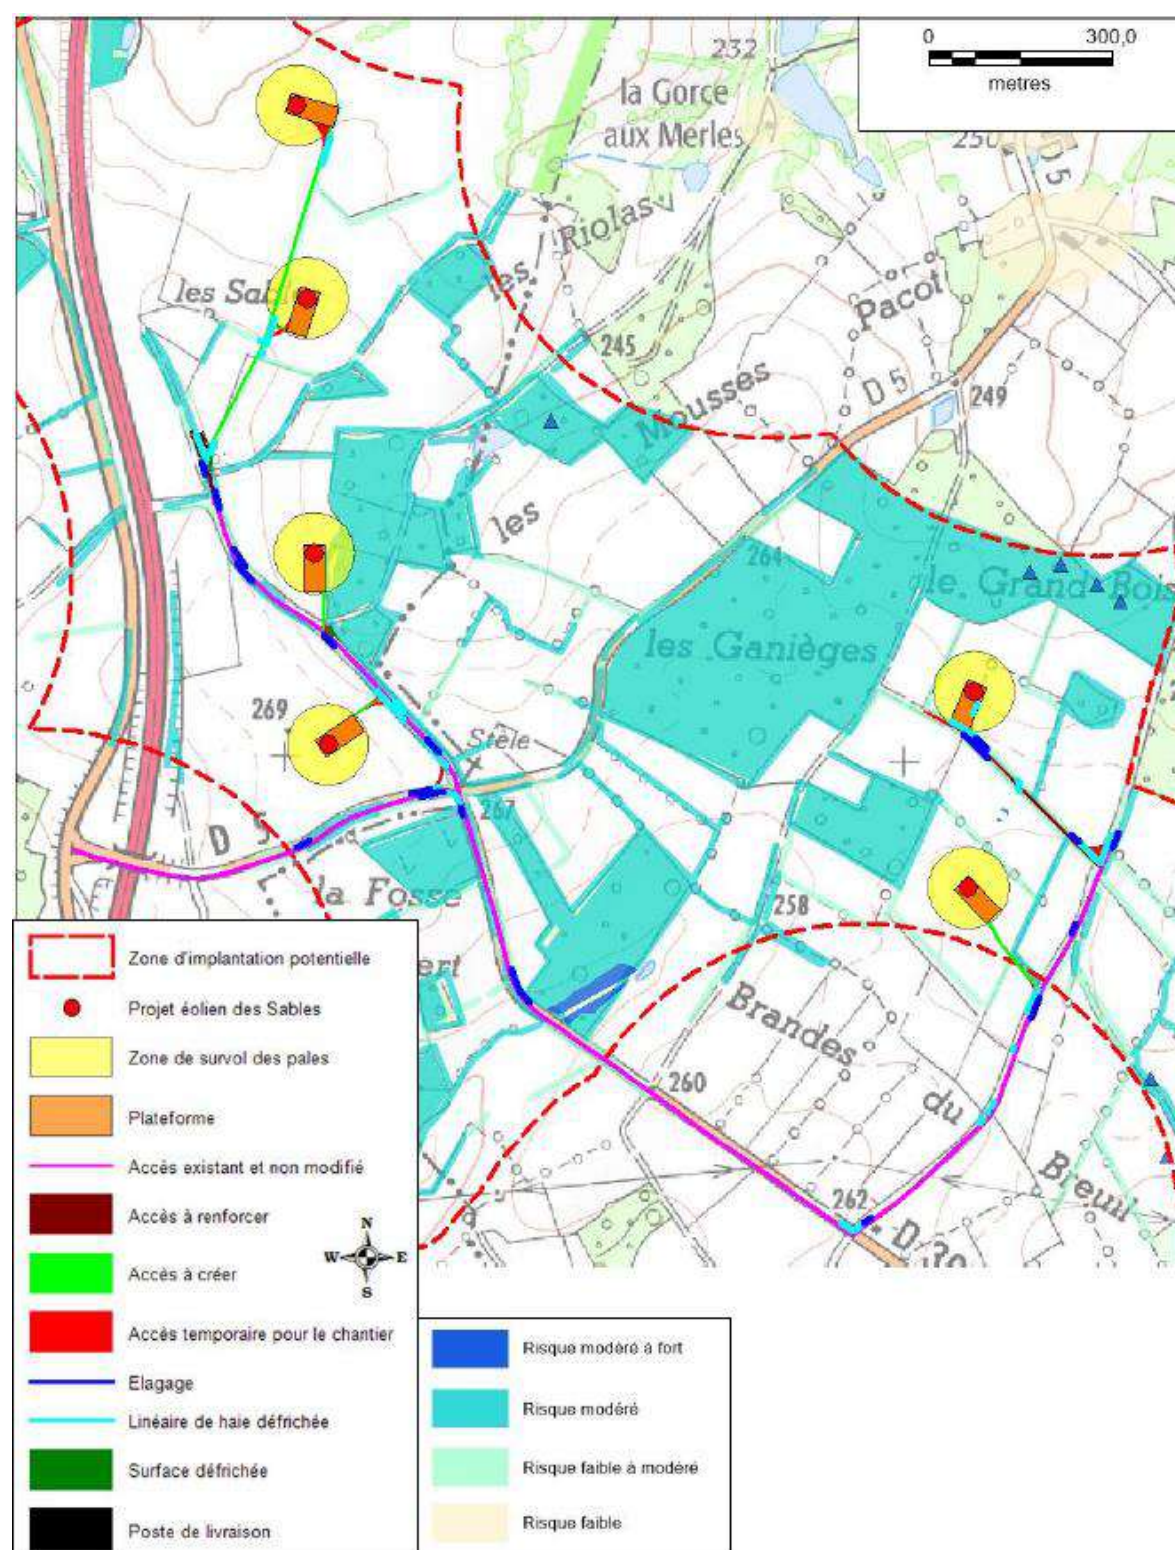 0 300,0
metres
232
la Gorce
aux Merles
250
D 5
Riolas
les
les Sab
245
Pacot
Mousses
D 5
249
les
264
le Grand Bois
les Ganièges
269
Stèle
267
D 5
la Fosse
258
Brandes
260
du
262
Breuil
D 39
Zone d'implantation potentielle
Projet éolien des Sables
Zone de survol des pales
Plateforme
Accès existant et non modifié
Accès à renforcer
N
W E
S
Accès à créer
Accès temporaire pour le chantier
Elagage
Linéaire de haie défrichée
Surface défrichée
Poste de livraison
Risque modéré à fort
Risque modéré
Risque faible à modéré
Risque faible